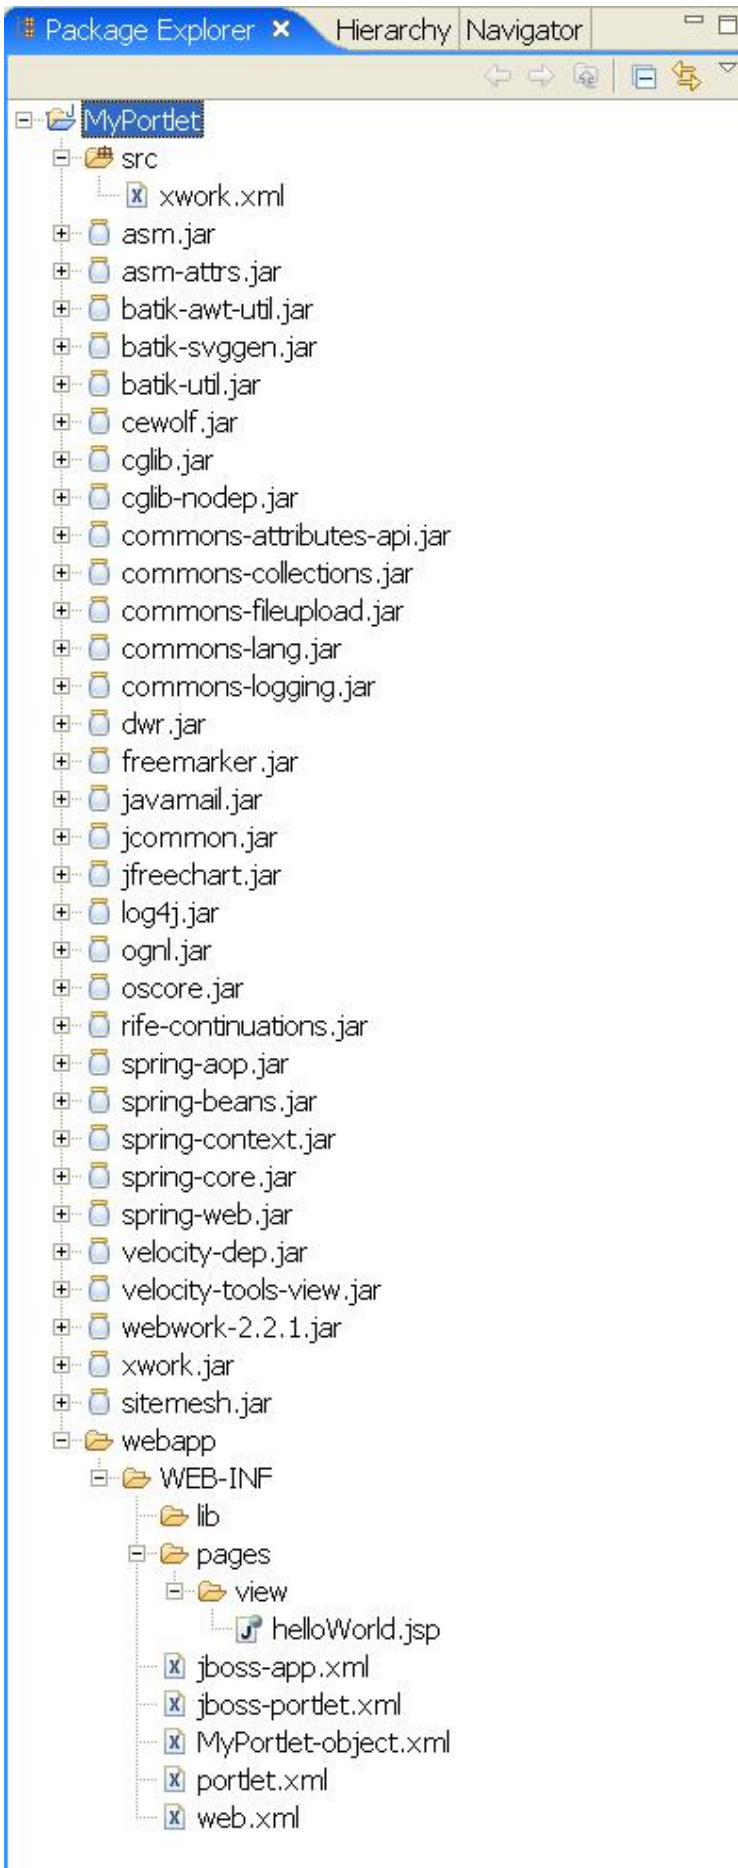 Package Explorer Hierarchy Navigator
MyPortlet
src
xwork.xml
asm.jar
asm-attrs.jar
batik-awt-util.jar
batik-svggen.jar
batik-util.jar
cewolf.jar
cglib.jar
cglib-nodep.jar
commons-attributes-api.jar
commons-collections.jar
commons-fileupload.jar
commons-lang.jar
commons-logging.jar
dwr.jar
freemarker.jar
javamail.jar
jcommon.jar
jfreechart.jar
log4j.jar
ognl.jar
oscore.jar
rife-continuations.jar
spring-aop.jar
spring-beans.jar
spring-context.jar
spring-core.jar
spring-web.jar
velocity-dep.jar
velocity-tools-view.jar
webwork-2.2.1.jar
xwork.jar
sitemesh.jar
webapp
WEB-INF
lib
pages
view
helloWorld.jsp
jboss-app.xml
jboss-portlet.xml
MyPortlet-object.xml
portlet.xml
web.xml